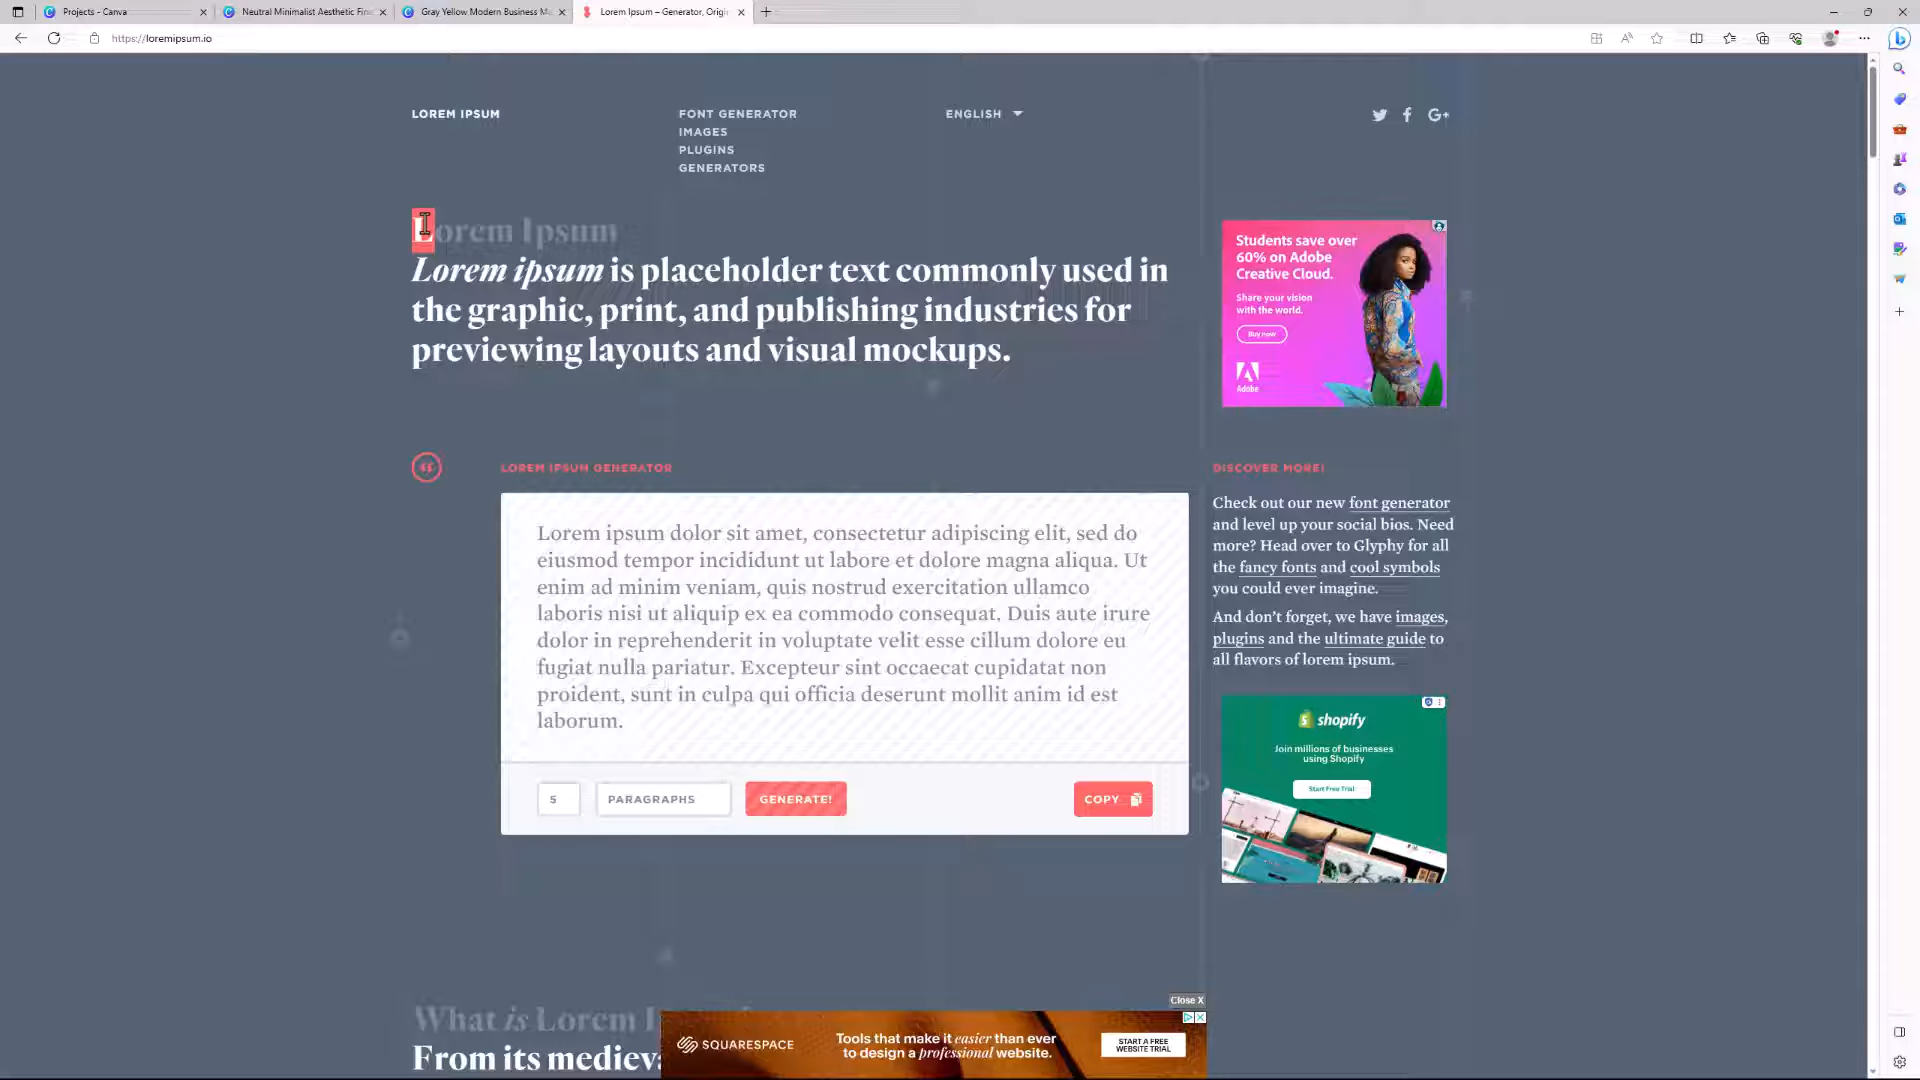 Projects - Canva
Neutral Minimalist Aesthetic Fin
Gray Yellow Modern Business M
Lorem Ipsum – Generator, Origi
https://loremipsum.io
LOREM IPSUM
FONT GENERATOR
IMAGES
PLUGINS
GENERATORS
ENGLISH
Lorem Ipsum
Lorem ipsum is placeholder text commonly used in
the graphic, print, and publishing industries for
previewing layouts and visual mockups.
Students save over
60% on Adobe
Creative Cloud.
Share your vision
with the world.
Buy now
Adobe
LOREM IPSUM GENERATOR
Lorem ipsum dolor sit amet, consectetur adipiscing elit, sed do
eiusmod tempor incididunt ut labore et dolore magna aliqua. Ut
enim ad minim veniam, quis nostrud exercitation ullamco
laboris nisi ut aliquip ex ea commodo consequat. Duis aute irure
dolor in reprehenderit in voluptate velit esse cillum dolore eu
fugiat nulla pariatur. Excepteur sint occaecat cupidatat non
proident, sunt in culpa qui officia deserunt mollit anim id est
laborum.
5
PARAGRAPHS
GENERATE!
COPY
DISCOVER MORE!
Check out our new font generator
and level up your social bios. Need
more? Head over to Glyphy for all
the fancy fonts and cool symbols
you could ever imagine.
And don't forget, we have images,
plugins and the ultimate guide to
all flavors of lorem ipsum.
shopify
Join millions of businesses
using Shopify
Start Free Trial
What is Lorem I
From its medieva
Close X
SQUARESPACE
Tools that make it easier than ever
to design a professional website.
START A FREE
WEBSITE TRIAL